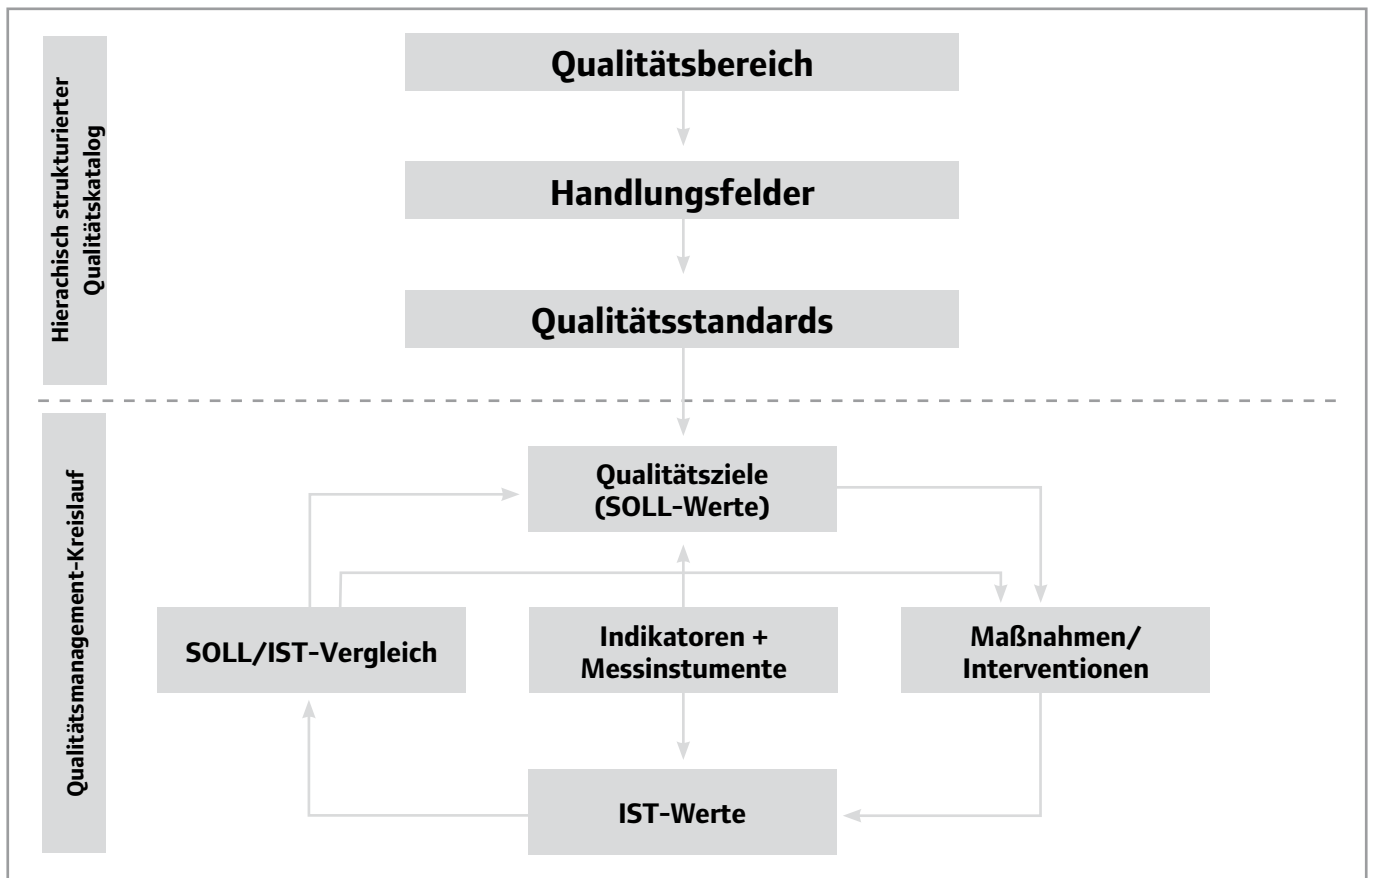 Hierachisch strukturierter
Qualitätskatalog
Qualitätsbereich
Handlungsfelder
Qualitätsstandards
Qualitätsmanagement-Kreislauf
Qualitätsziele
(SOLL-Werte)
SOLL/IST-Vergleich
Indikatoren +
Messinstumente
Maßnahmen/
Interventionen
IST-Werte